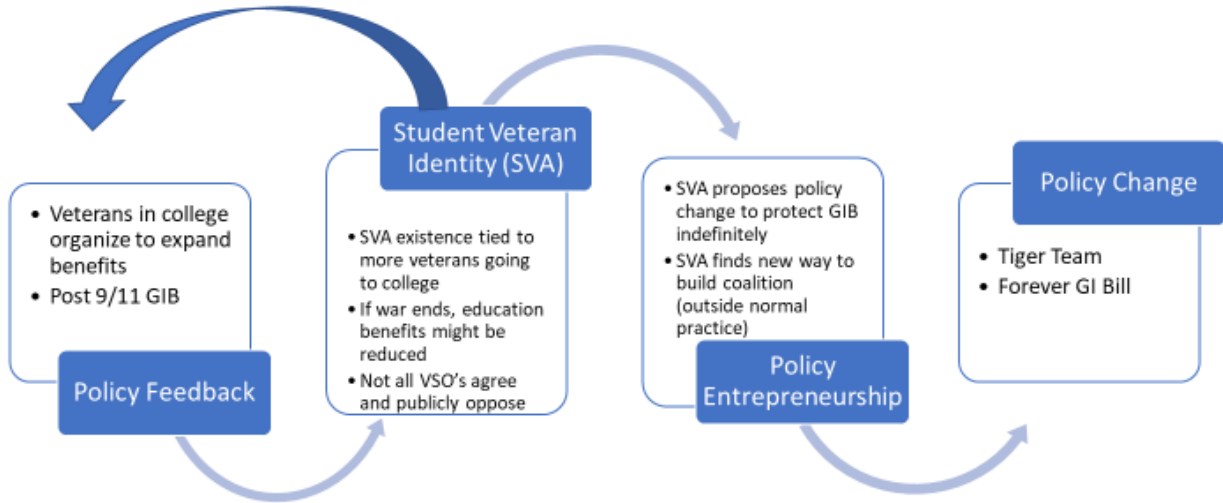 • Veterans in college
organize to expand
benefits
• Post 9/11 GIB
Policy Feedback
Student Veteran
Identity (SVA)
• SVA existence tied to
more veterans going
to college
• If war ends, education
benefits might be
reduced
• Not all VSO's agree
and publicly oppose
• SVA proposes policy
change to protect GIB
indefinitely
• SVA finds new way to
build coalition
(outside normal
practice)
Policy
Entrepreneurship
Policy Change
• Tiger Team
• Forever GI Bill